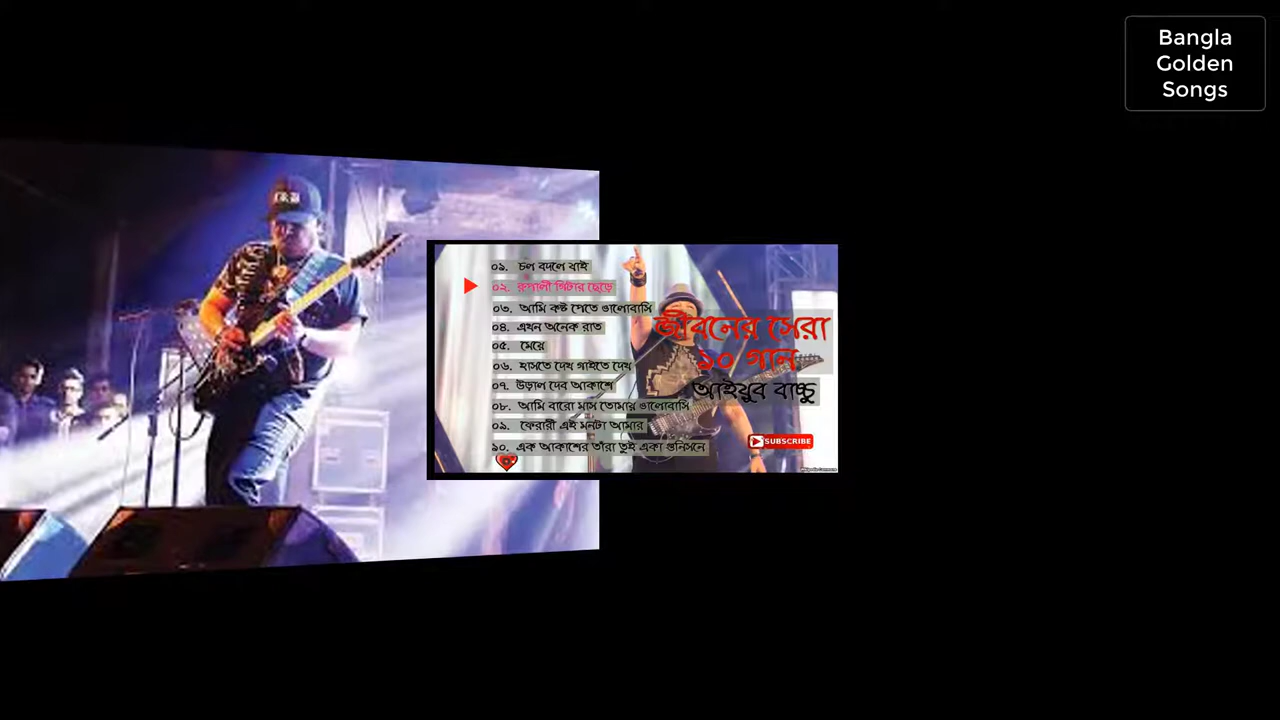 Bangla
Golden
Songs
০১. চল বদলে যাই
০২. রুপালী গিটার ছেড়ে
০৩. আমি কষ্ট পেতে ভালোবাসি
০৪. এখন অনেক রাত
০৫. মেয়ে
০৬. হাসতে দেখ গাইতে দেখ
০৭. উড়াল দেব আকাশে
০৮. আমি বারো মাস তোমায় ভালোবাসি
০৯. ফেরারী এই মনটা আমার
১০. এক আকাশের তাঁরা তুই একা গুনিসনে
জীবনের সেরা
১০ গান
আইয়ুব বাচ্চু
SUBSCRIBE